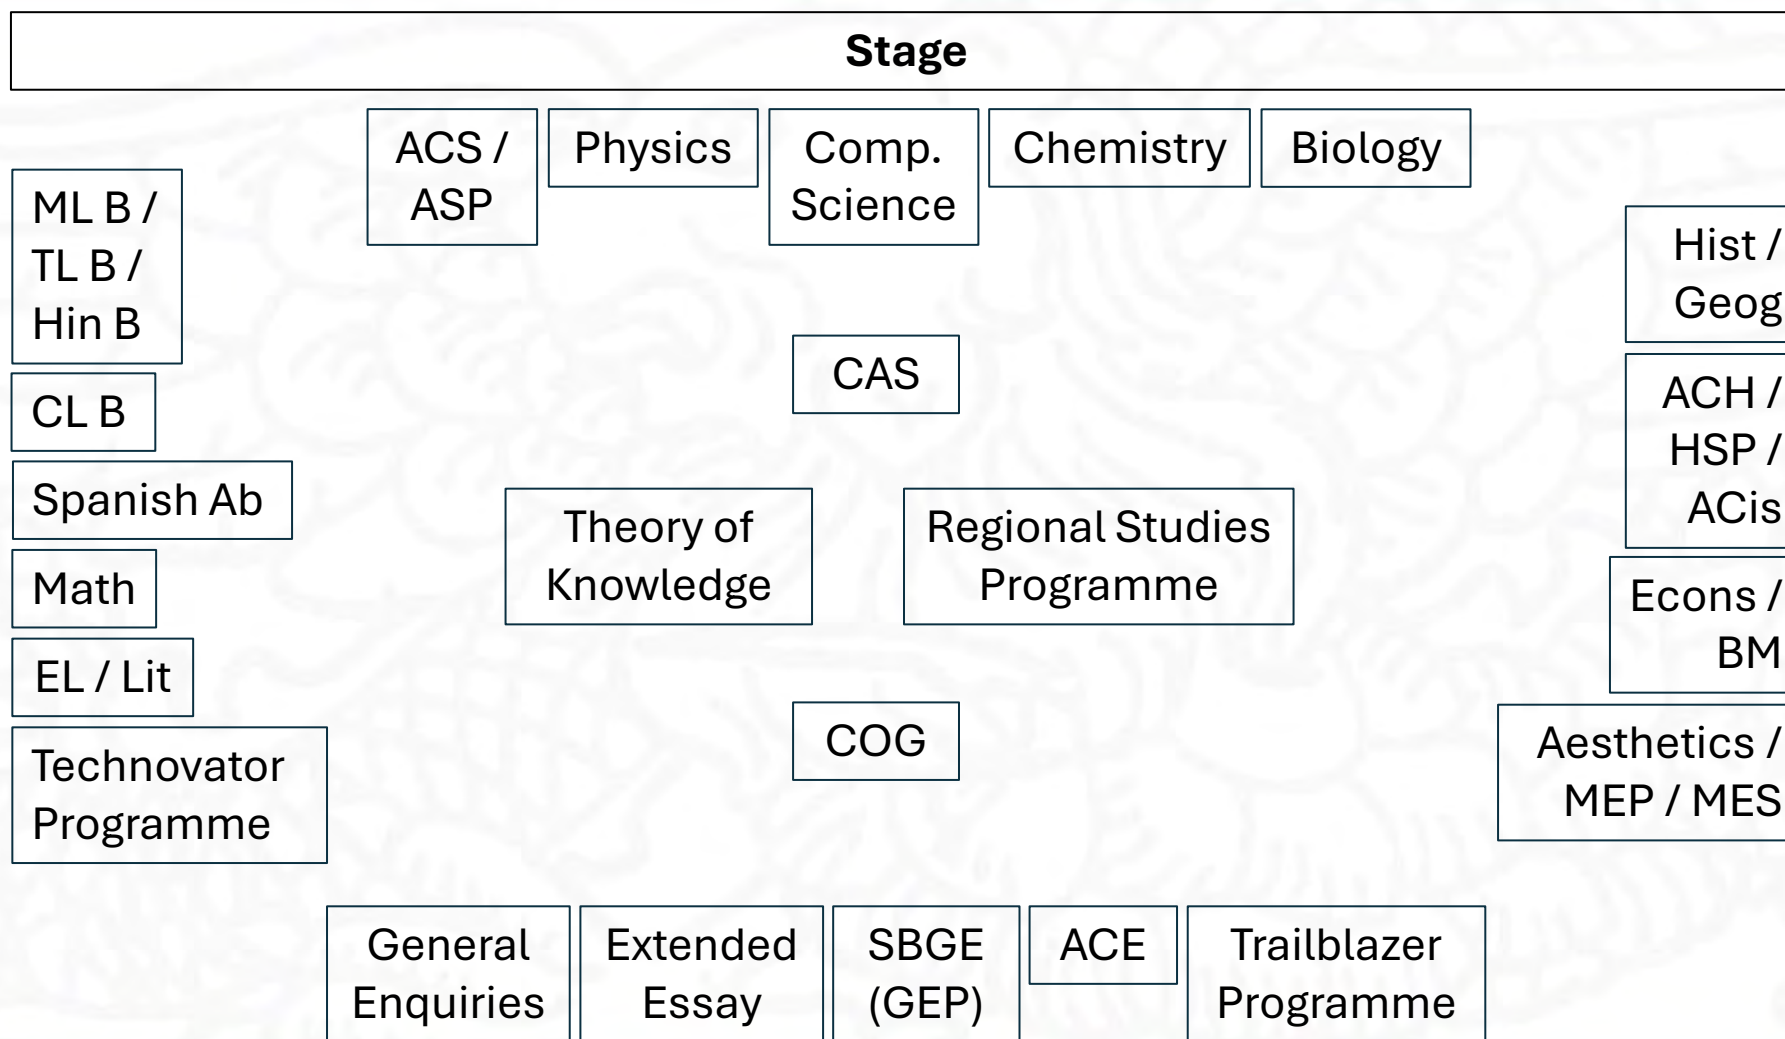 Stage
ACS /
ASP
Physics
Comp.
Science
Chemistry
Biology
ML B /
TL B /
Hin B
CL B
Spanish Ab
Math
EL / Lit
Technovator
Programme
CAS
Theory of
Knowledge
Regional Studies
Programme
COG
Hist /
Geog
ACH /
HSP /
ACis
Econs /
BM
Aesthetics /
MEP / MES
General
Enquiries
Extended
Essay
SBGE
(GEP)
ACE
Trailblazer
Programme